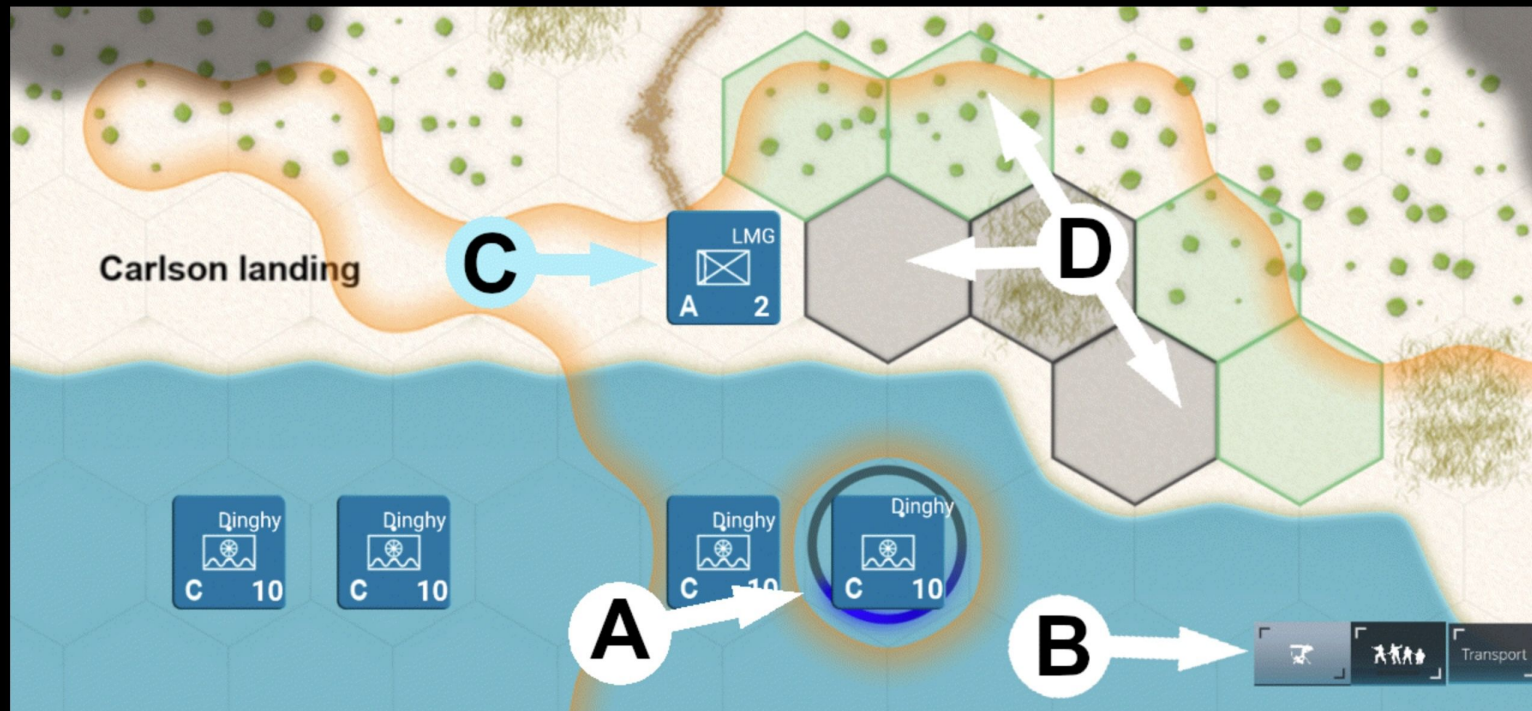 LMG
A 2
C
D
Carlson landing
Dinghy
C 10
Dinghy
C 10
Dinghy
C 10
Dinghy
C 10
A
B
Transport